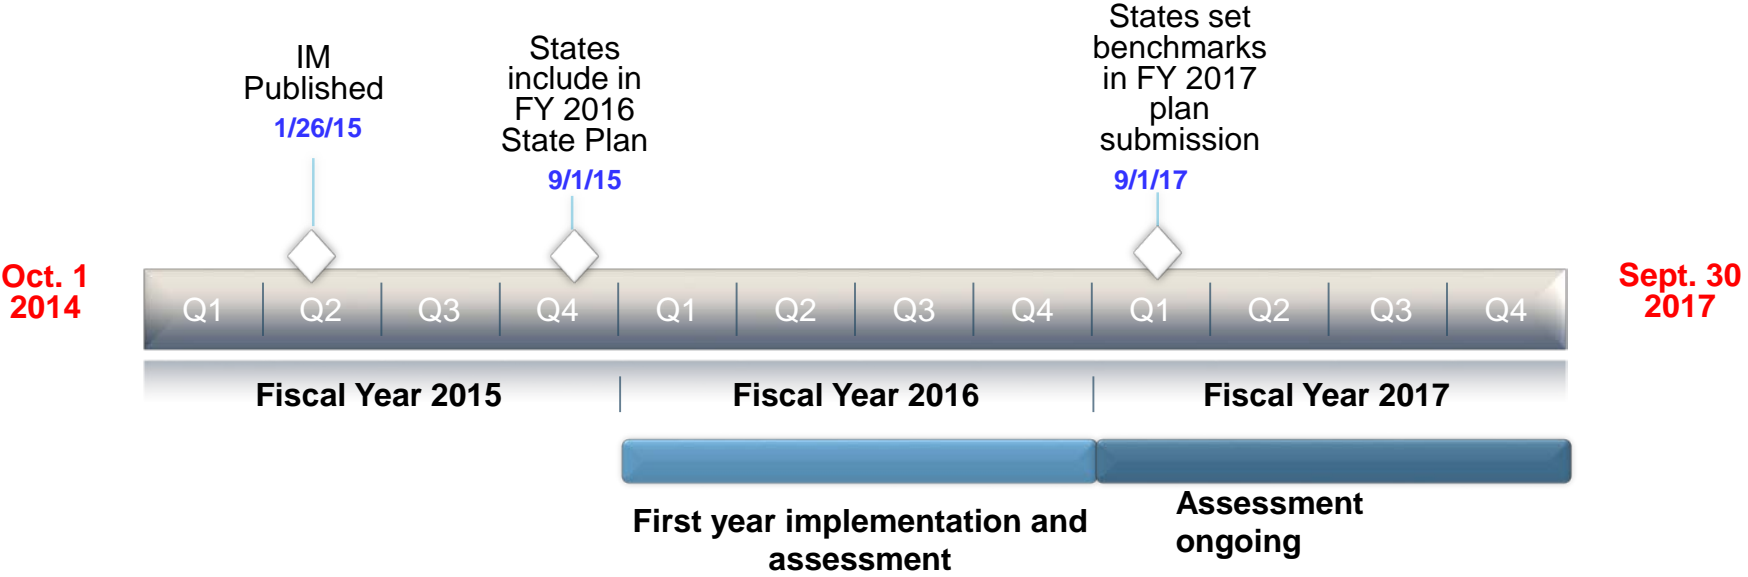 IM
Published
1/26/15
States
include in
FY 2016
State Plan
9/1/15
States set
benchmarks
in FY 2017
plan
submission
9/1/17
Oct. 1
2014
Q1 Q2 Q3 Q4 Q1 Q2 Q3 Q4 Q1 Q2 Q3 Q4
Sept. 30
2017
Fiscal Year 2015 Fiscal Year 2016 Fiscal Year 2017
First year implementation and
assessment
Assessment
ongoing